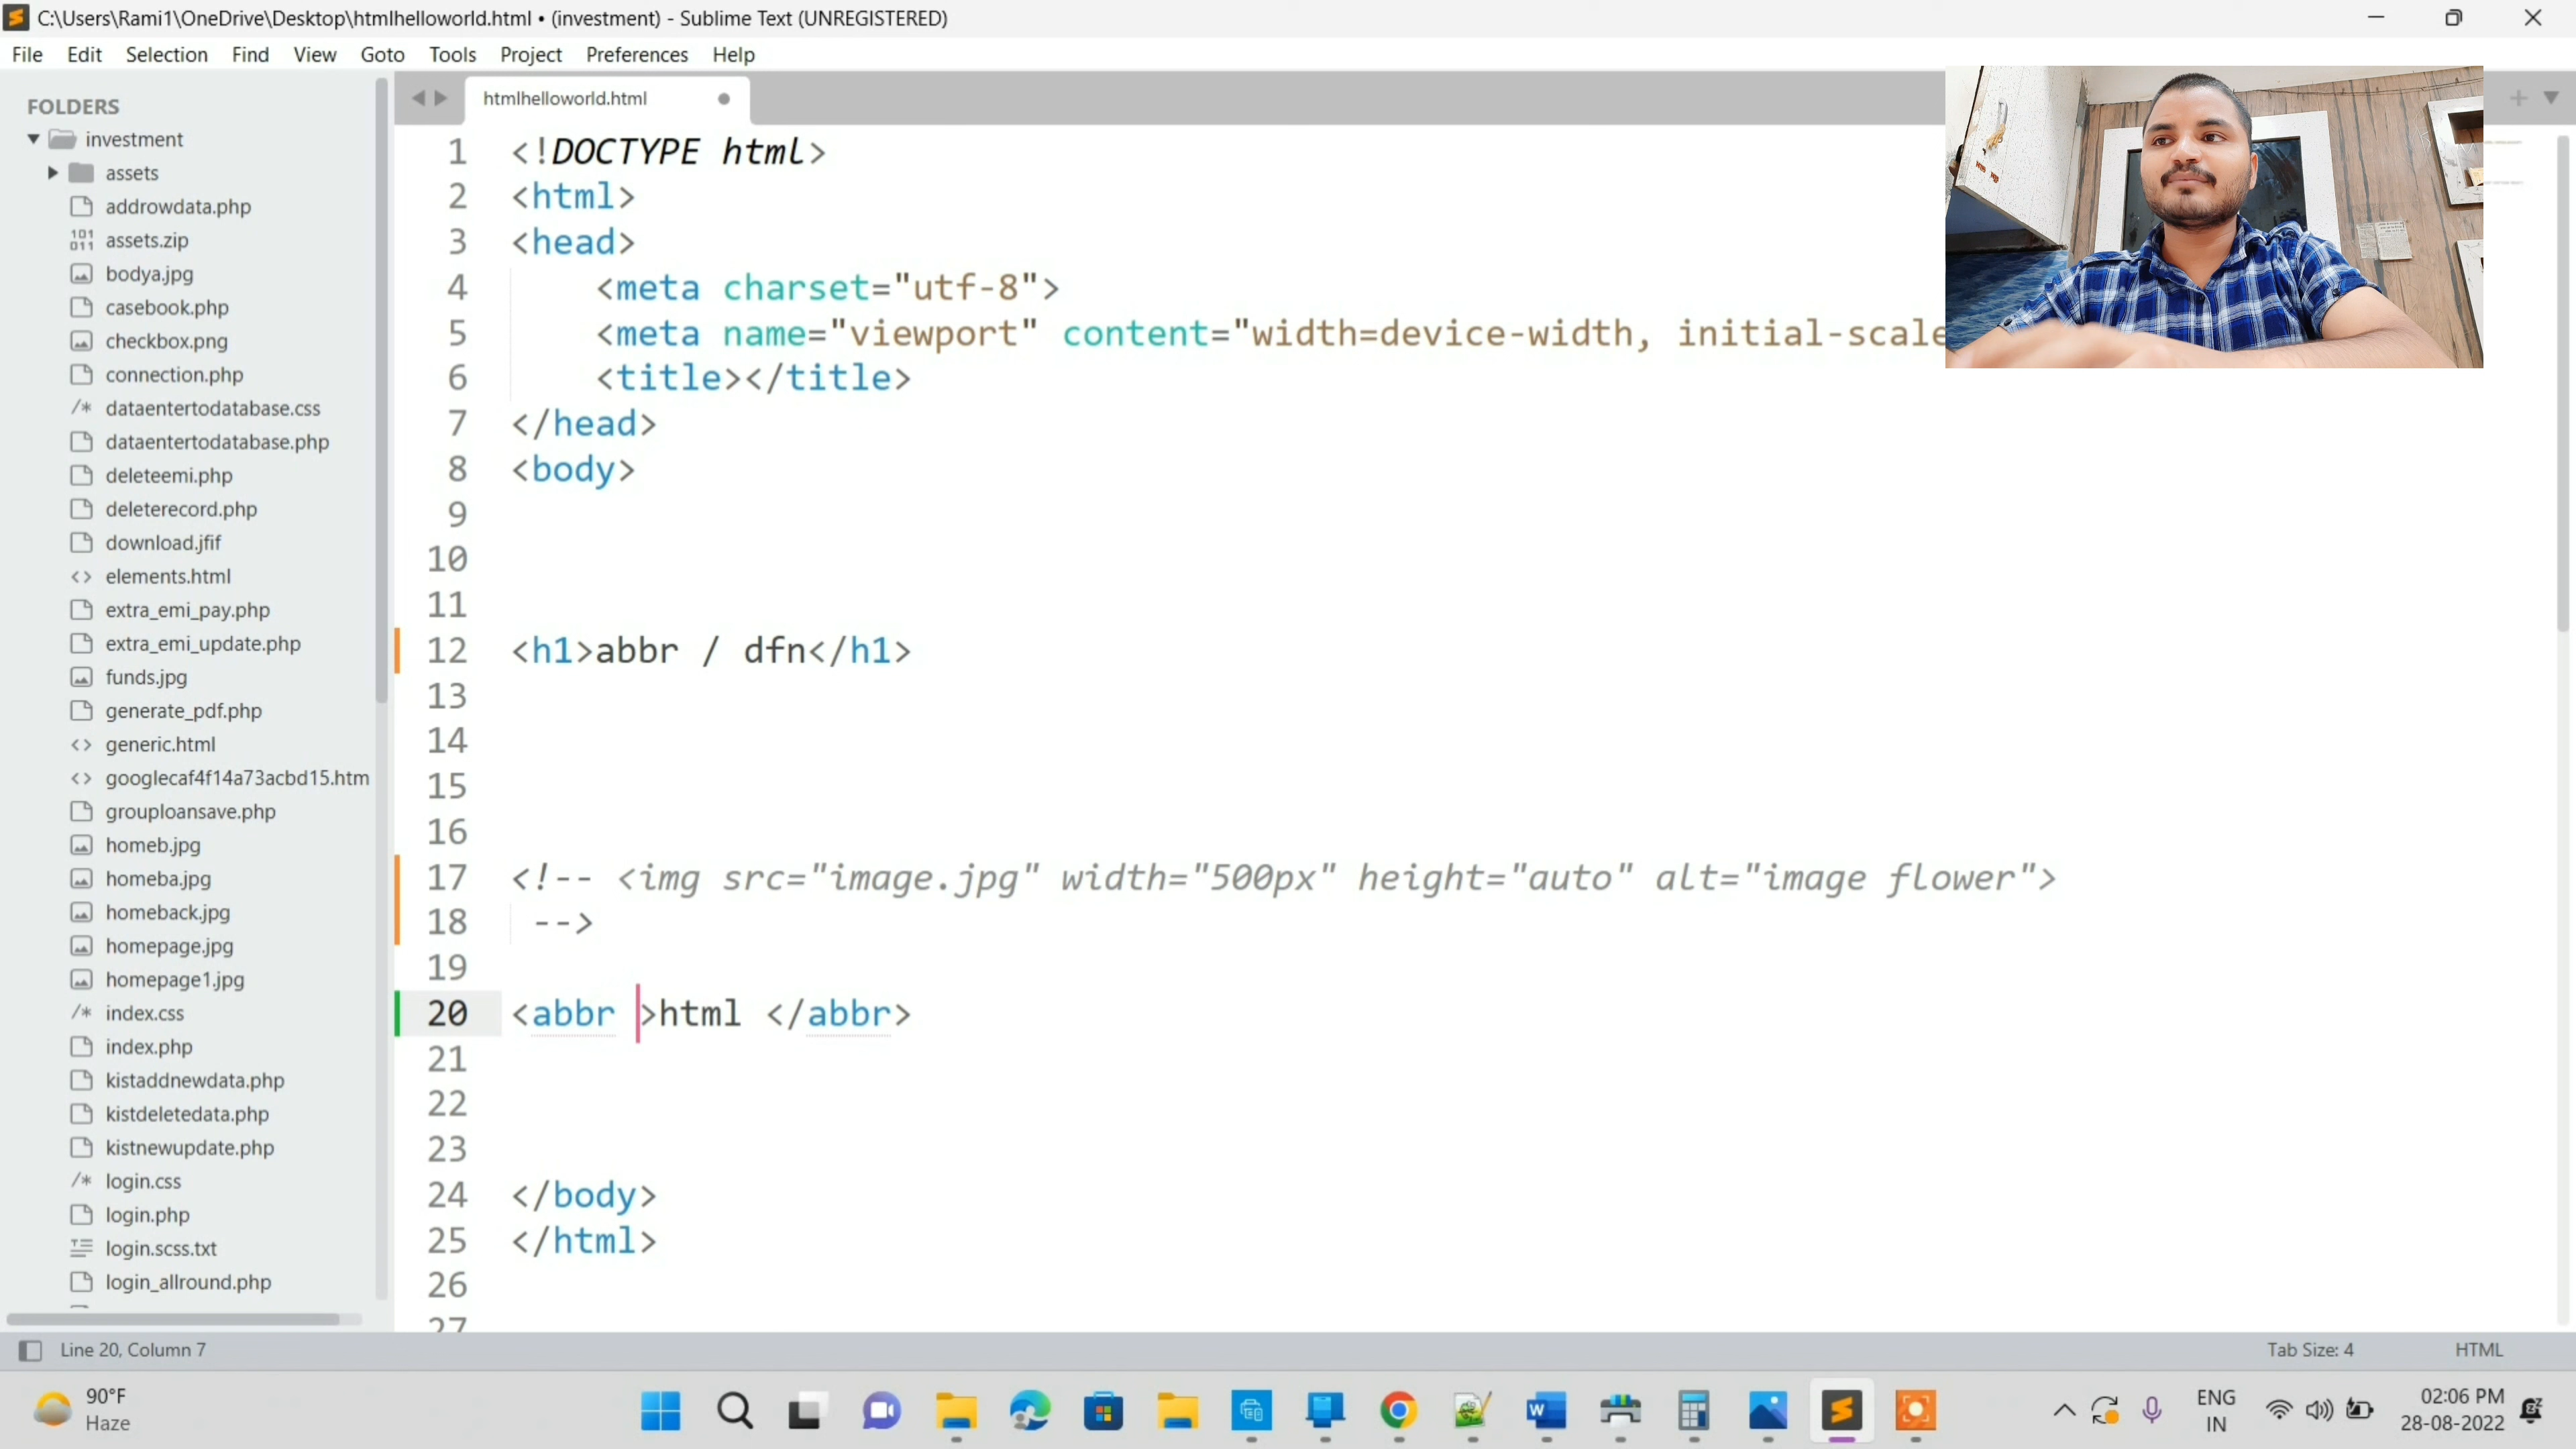 C:\Users\Rami1\OneDrive\Desktop\htmlhelloworld.html • (investment) - Sublime Text (UNREGISTERED)
File Edit Selection Find View Goto Tools Project Preferences Help
FOLDERS
investment
assets
addrowdata.php
assets.zip
bodya.jpg
casebook.php
checkbox.png
connection.php
/* dataentertodatabase.css
dataentertodatabase.php
deleteemi.php
deleterecord.php
download.jfif
<> elements.html
extra_emi_pay.php
extra_emi_update.php
funds.jpg
generate_pdf.php
<> generic.html
<> googlecaf4f14a73acbd15.htm
grouploansave.php
homeb.jpg
homeba.jpg
homeback.jpg
homepage.jpg
homepage1.jpg
/* index.css
index.php
kistaddnewdata.php
kistdeletedata.php
kistnewupdate.php
/* login.css
login.php
login.scss.txt
login_allround.php
htmlhelloworld.html
1 <!DOCTYPE html>
2 <html>
3 <head>
4 <meta charset="utf-8">
5 <meta name="viewport" content="width=device-width, initial-scale
6 <title></title>
7 </head>
8 <body>
9
10
11
12 <h1>abbr / dfn</h1>
13
14
15
16
17 <!-- <img src="image.jpg" width="500px" height="auto" alt="image flower">
18 -->
19
20 <abbr >html </abbr>
21
22
23
24 </body>
25 </html>
26
27
Line 20, Column 7
Tab Size: 4
HTML
90°F
Haze
ENG
IN
02:06 PM
28-08-2022